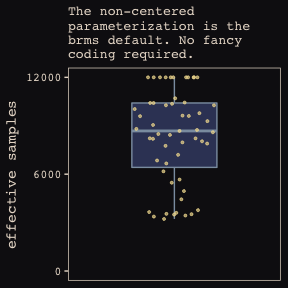 The non-centered
parameterization is the
brms default. No fancy
coding required.
12000
6000
0
effective samples